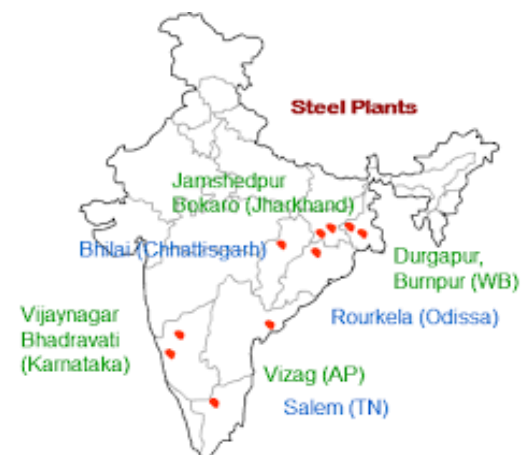 Steel Plants
Jamshedpur
Bokaro (Jharkhand)
Bhilai (Chhattisgarh)
Durgapur,
Burnpur (WB)
Rourkela (Odissa)
Vijaynagar
Bhadravati
(Karnataka)
Vizag (AP)
Salem (TN)